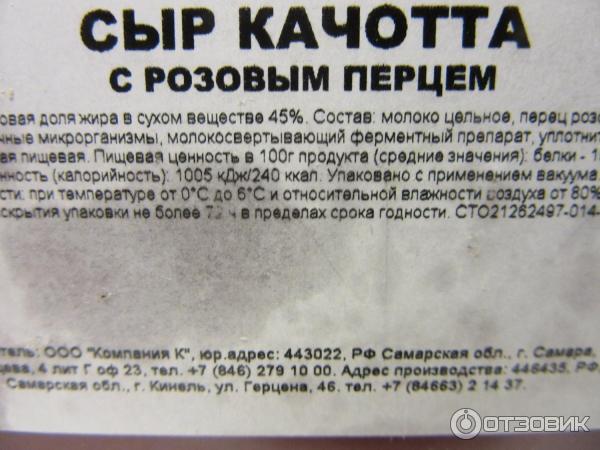 СЫР КАЧОТТА
С РОЗОВЫМ ПЕРЦЕМ
овая доля жира в сухом веществе 45%. Состав: молоко цельное, перец розо
чные микроорганизмы, молокосвертывающий ферментный препарат, уплотнит
ая пищевая. Пищевая ценность в 100г продукта (средние значения): белки - 1
нность (калорийность): 1005 кДж/240 ккал. Упаковано с применением вакуума
сти: при температуре от 0°С до 6°С и относительной влажности воздуха от 80%
скрытия упаковки не более 72 ч в пределах срока годности. СТО21262497-014-
тель: ООО "Компания К", юр.адрес: 443022, РФ Самарская обл., г. Самара,
цева, 4 лит Г оф 23, тел. +7 (846) 279 10 00. Адрес производства: 446435, РФ,
Самарская обл., г. Кинель, ул. Герцена, 46. тел. +7 (84663) 2 14 37.
ОТЗОВИК